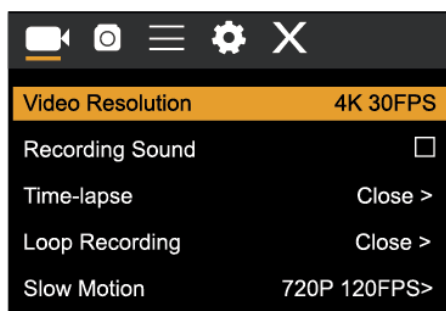 Video Resolution 4K 30FPS
Recording Sound
Time-lapse Close >
Loop Recording Close >
Slow Motion 720P 120FPS>